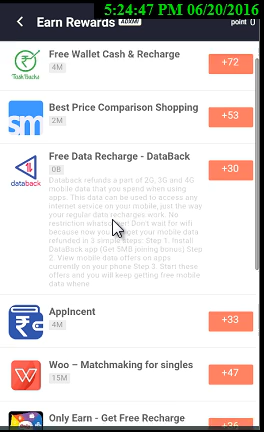 5:24:47 PM 06/20/2016
Earn Rewards ADXMI point 0
Free Wallet Cash & Recharge
4M
+72
TaskBucks
Best Price Comparison Shopping
2M
+53
sm
Free Data Recharge - DataBack
0B
+30
databack
Databack refunds a part of 2G, 3G and 4G
mobile data that you spend when using
apps. This data can be used to access any
internet service on your mobile, just the way
your regular data recharges work. No
restriction Don't wait for wifi
because now you get your mobile data
refunded in 3 simple steps: Step 1. Install
DataBack app (Get 5MB joining bonus) Step
2. View mobile data offers on apps
currently on your phone Step 3. Start these
offers and you will keep getting free mobile
data
AppIncent
4M
+33
Woo – Matchmaking for singles
15M
+47
Only Earn - Get Free Recharge